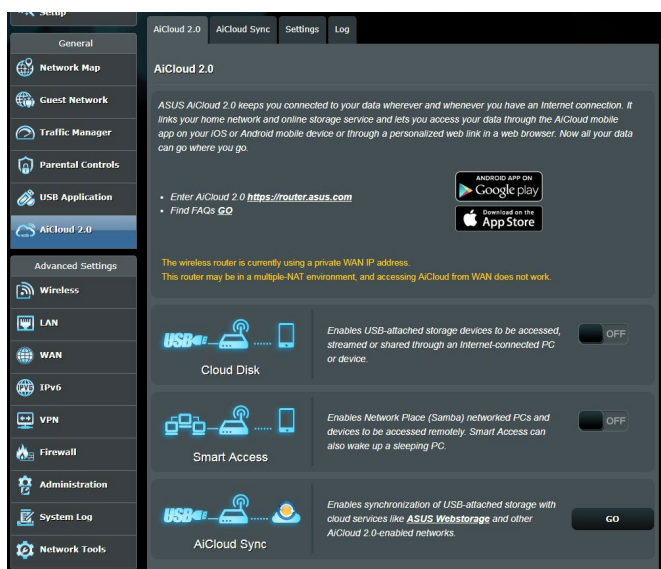 Setup
General
Network Map
Guest Network
Traffic Manager
Parental Controls
USB Application
AiCloud 2.0
Advanced Settings
Wireless
LAN
WAN
IPv6
VPN
Firewall
Administration
System Log
Network Tools
AiCloud 2.0 AiCloud Sync Settings Log
AiCloud 2.0
ASUS AiCloud 2.0 keeps you connected to your data wherever and whenever you have an Internet connection. It
links your home network and online storage service and lets you access your data through the AiCloud mobile
app on your iOS or Android mobile device or through a personalized web link in a web browser. Now all your data
can go where you go.
• Enter AiCloud 2.0 https://router.asus.com
• Find FAQs GO
ANDROID APP ON
Google play
Download on the
App Store
The wireless router is currently using a private WAN IP address.
This router may be in a multiple-NAT environment, and accessing AiCloud from WAN does not work.
USB
Cloud Disk
Enables USB-attached storage devices to be accessed,
streamed or shared through an Internet-connected PC
or device.
OFF
Smart Access
Enables Network Place (Samba) networked PCs and
devices to be accessed remotely. Smart Access can
also wake up a sleeping PC.
OFF
USB
AiCloud Sync
Enables synchronization of USB-attached storage with
cloud services like ASUS Webstorage and other
AiCloud 2.0-enabled networks.
GO